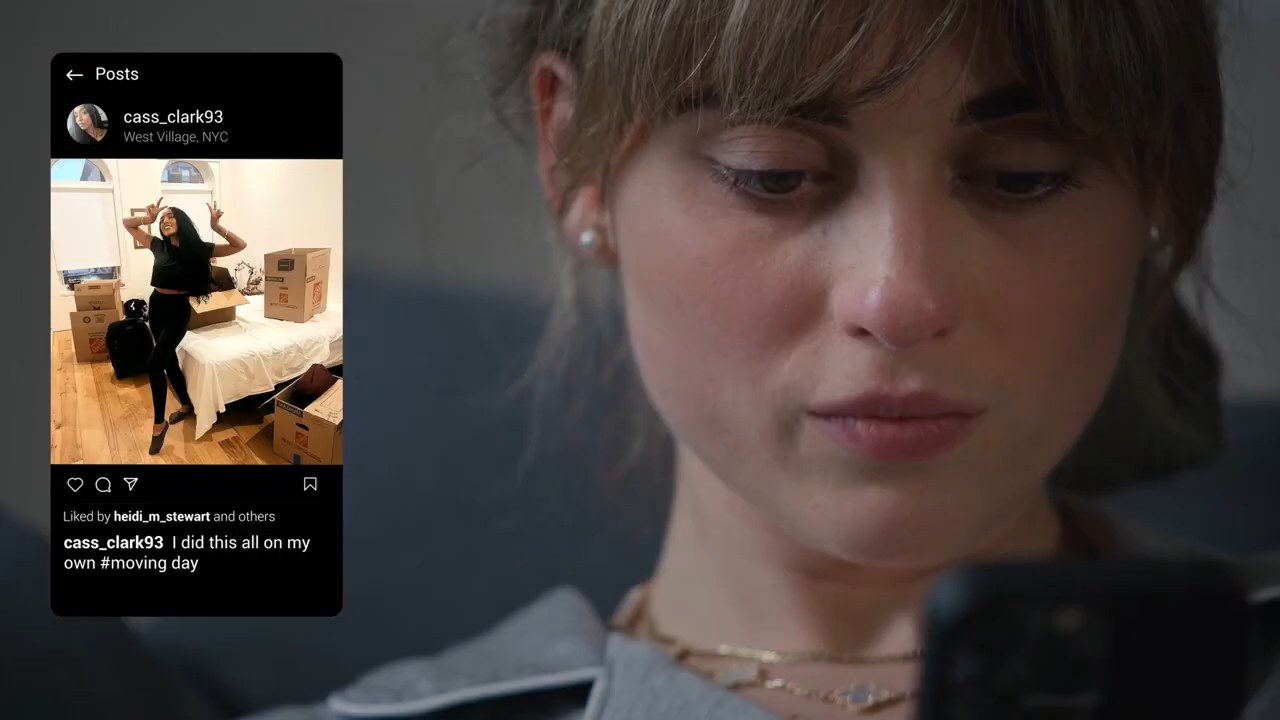 Posts
cass_clark93
West Village, NYC
Liked by heidi_m_stewart and others
cass_clark93 I did this all on my
own #moving day